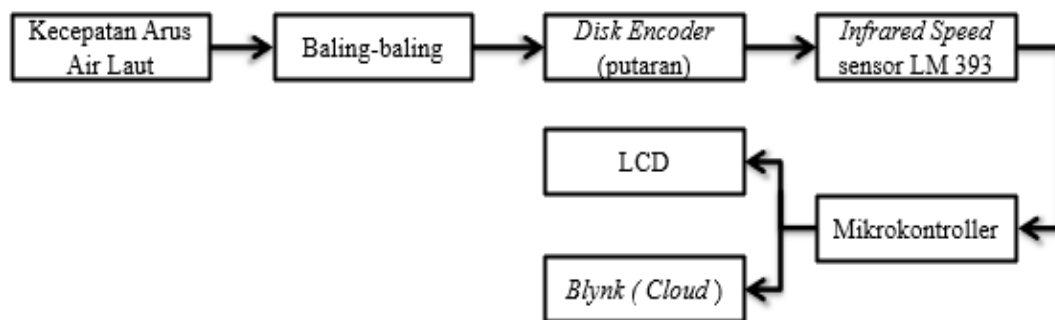 Kecepatan Arus
Air Laut
Baling-baling
Disk Encoder
(putaran)
Infrared Speed
sensor LM 393
LCD
Mikrokontroller
Blynk ( Cloud )